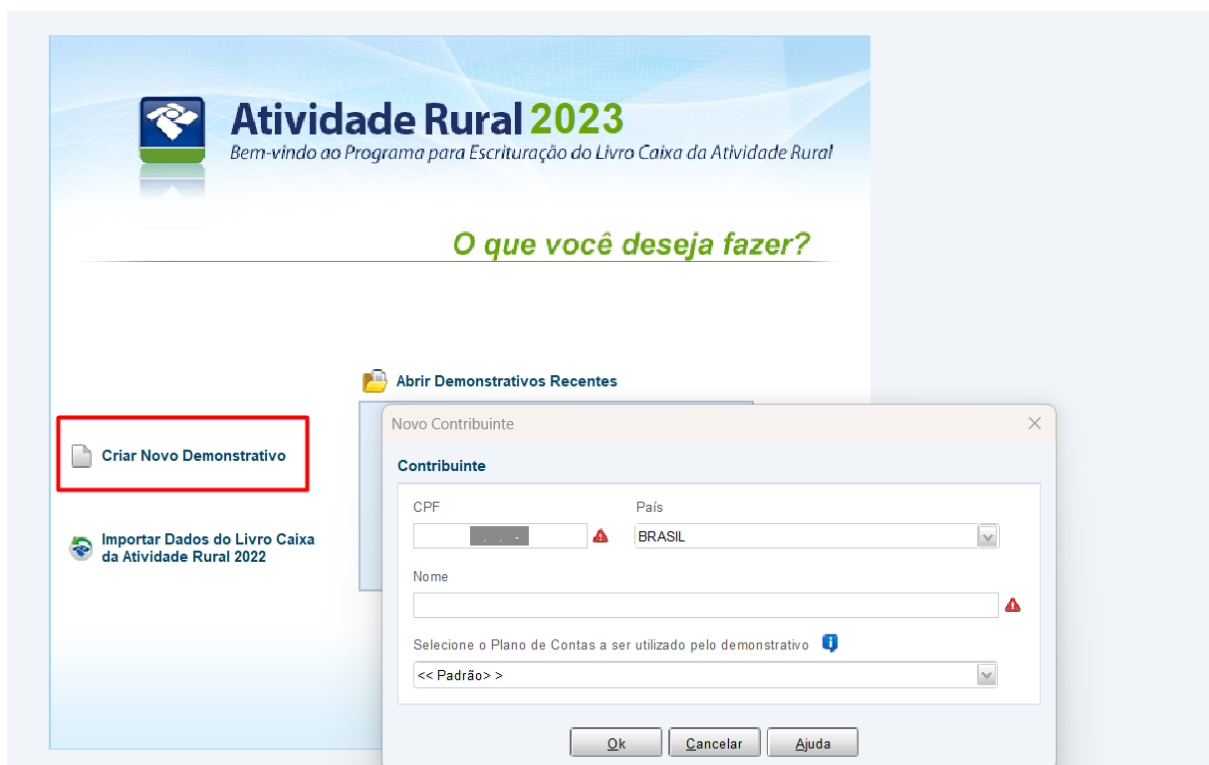 Atividade Rural 2023
Bem-vindo ao Programa para Escrituração do Livro Caixa da Atividade Rural
O que você deseja fazer?
Abrir Demonstrativos Recentes
Criar Novo Demonstrativo
Importar Dados do Livro Caixa
da Atividade Rural 2022
Novo Contribuinte
Contribuinte
CPF
País
. . -
BRASIL
Nome
Selecione o Plano de Contas a ser utilizado pelo demonstrativo
<< Padrão> >
Ok
Cancelar
Ajuda